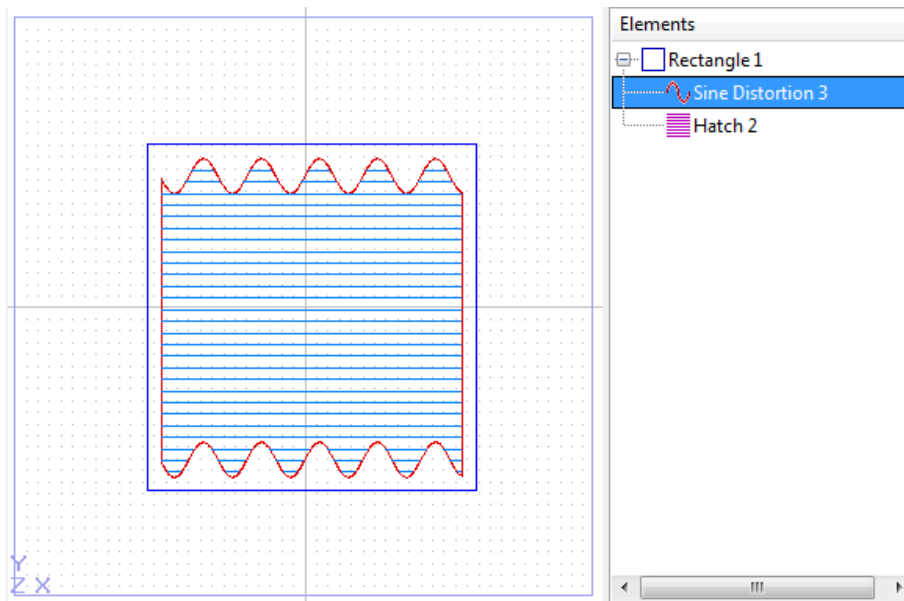 Elements
Rectangle 1
Sine Distortion 3
Hatch 2
Y
Z X